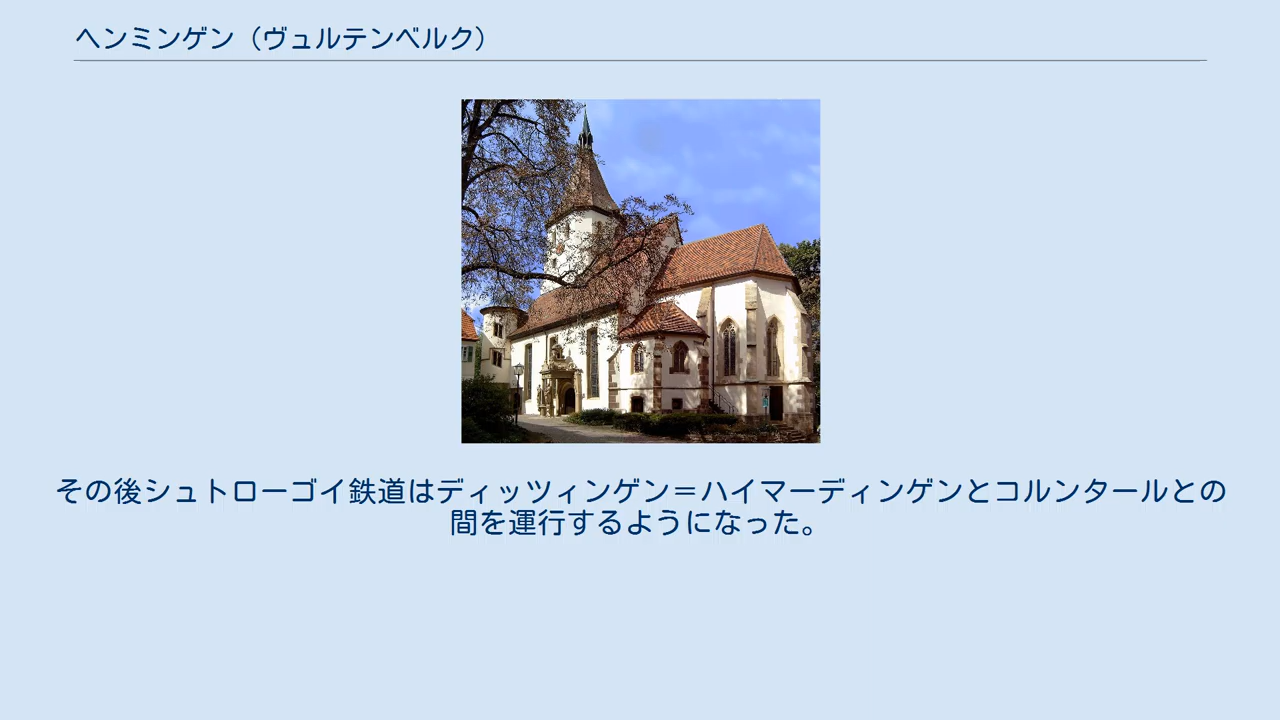 ヘンミンゲン（ヴュルテンベルク）
その後シュトローゴイ鉄道はディッツィンゲン＝ハイマーディンゲンとコルンタールとの
間を運行するようになった。